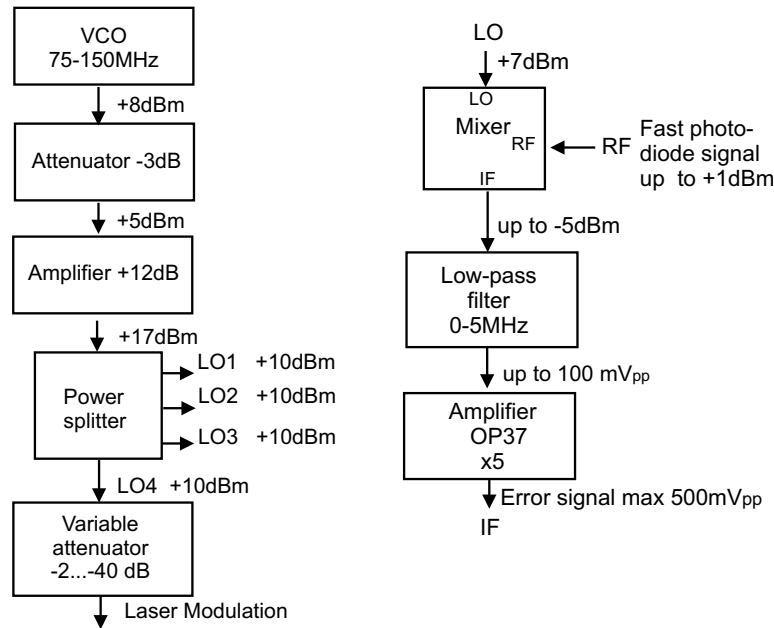 VCO
75-150MHz
+8dBm
Attenuator -3dB
+5dBm
Amplifier +12dB
+17dBm
Power
splitter
LO1 +10dBm
LO2 +10dBm
LO3 +10dBm
LO4 +10dBm
Variable
attenuator
-2...-40 dB
Laser Modulation
LO
+7dBm
LO
Mixer
RF
IF
RF
Fast photo-
diode signal
up to +1dBm
up to -5dBm
Low-pass
filter
0-5MHz
up to 100 mVpp
Amplifier
OP37
x5
Error signal max 500mVpp
IF